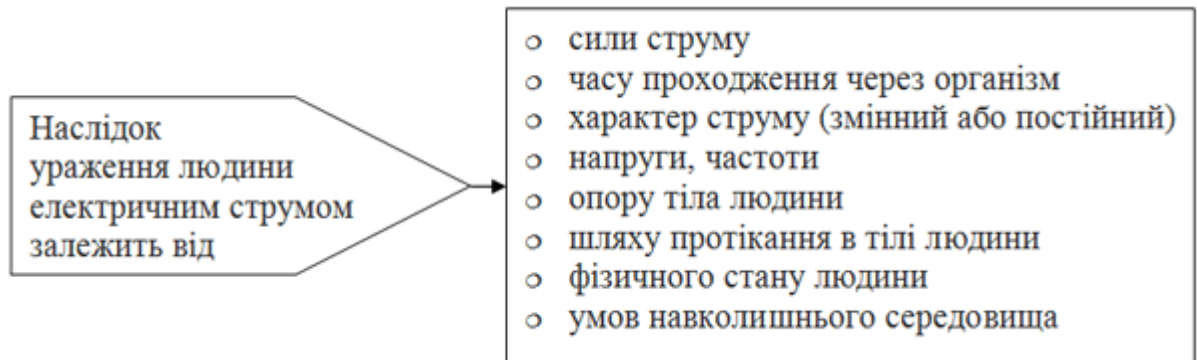 Наслідок
ураження людини
електричним струмом
залежить від
сили струму
часу проходження через організм
характер струму (змінний або постійний)
напруги, частоти
опору тіла людини
шляху протікання в тілі людини
фізичного стану людини
умов навколишнього середовища